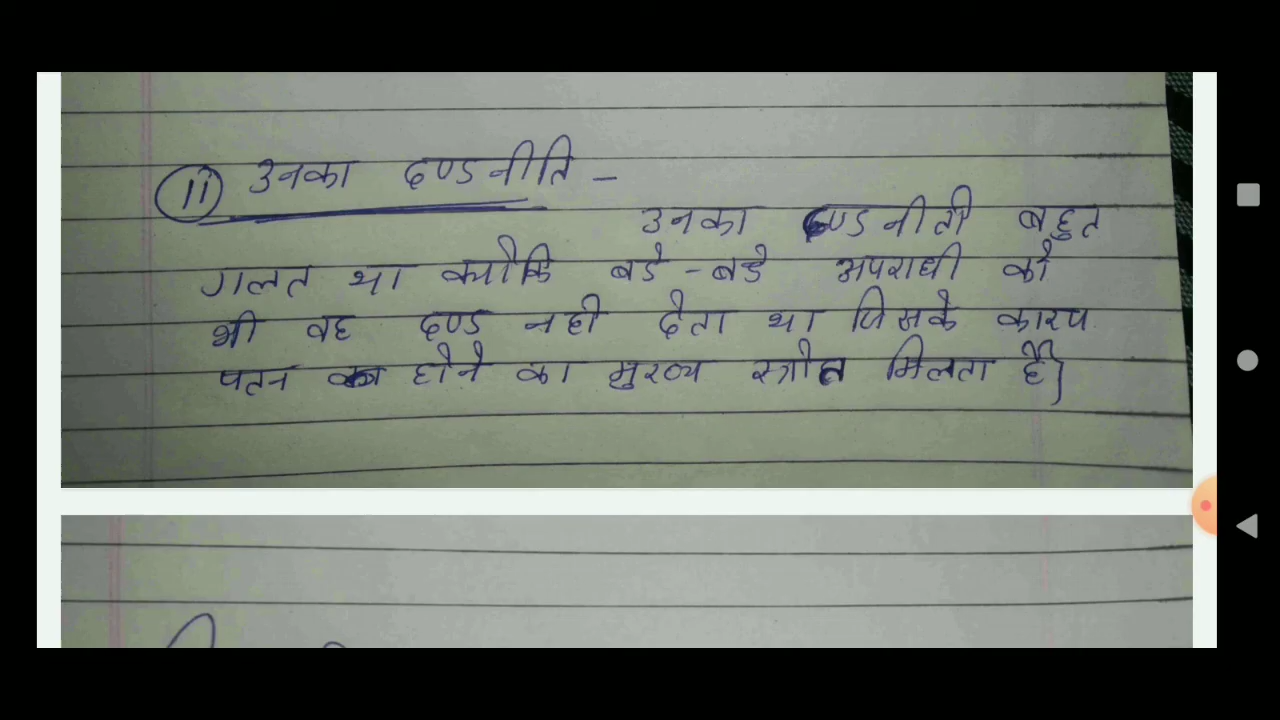 (ii) उनका दण्डनीति –
उनका दण्डनीती बहुत
गलत था क्योकि बडे - बडे अपराधी को
भी वह दण्ड नही देता था जिसके कारण
पतन होने का मुख्य स्त्रोत मिलता है।